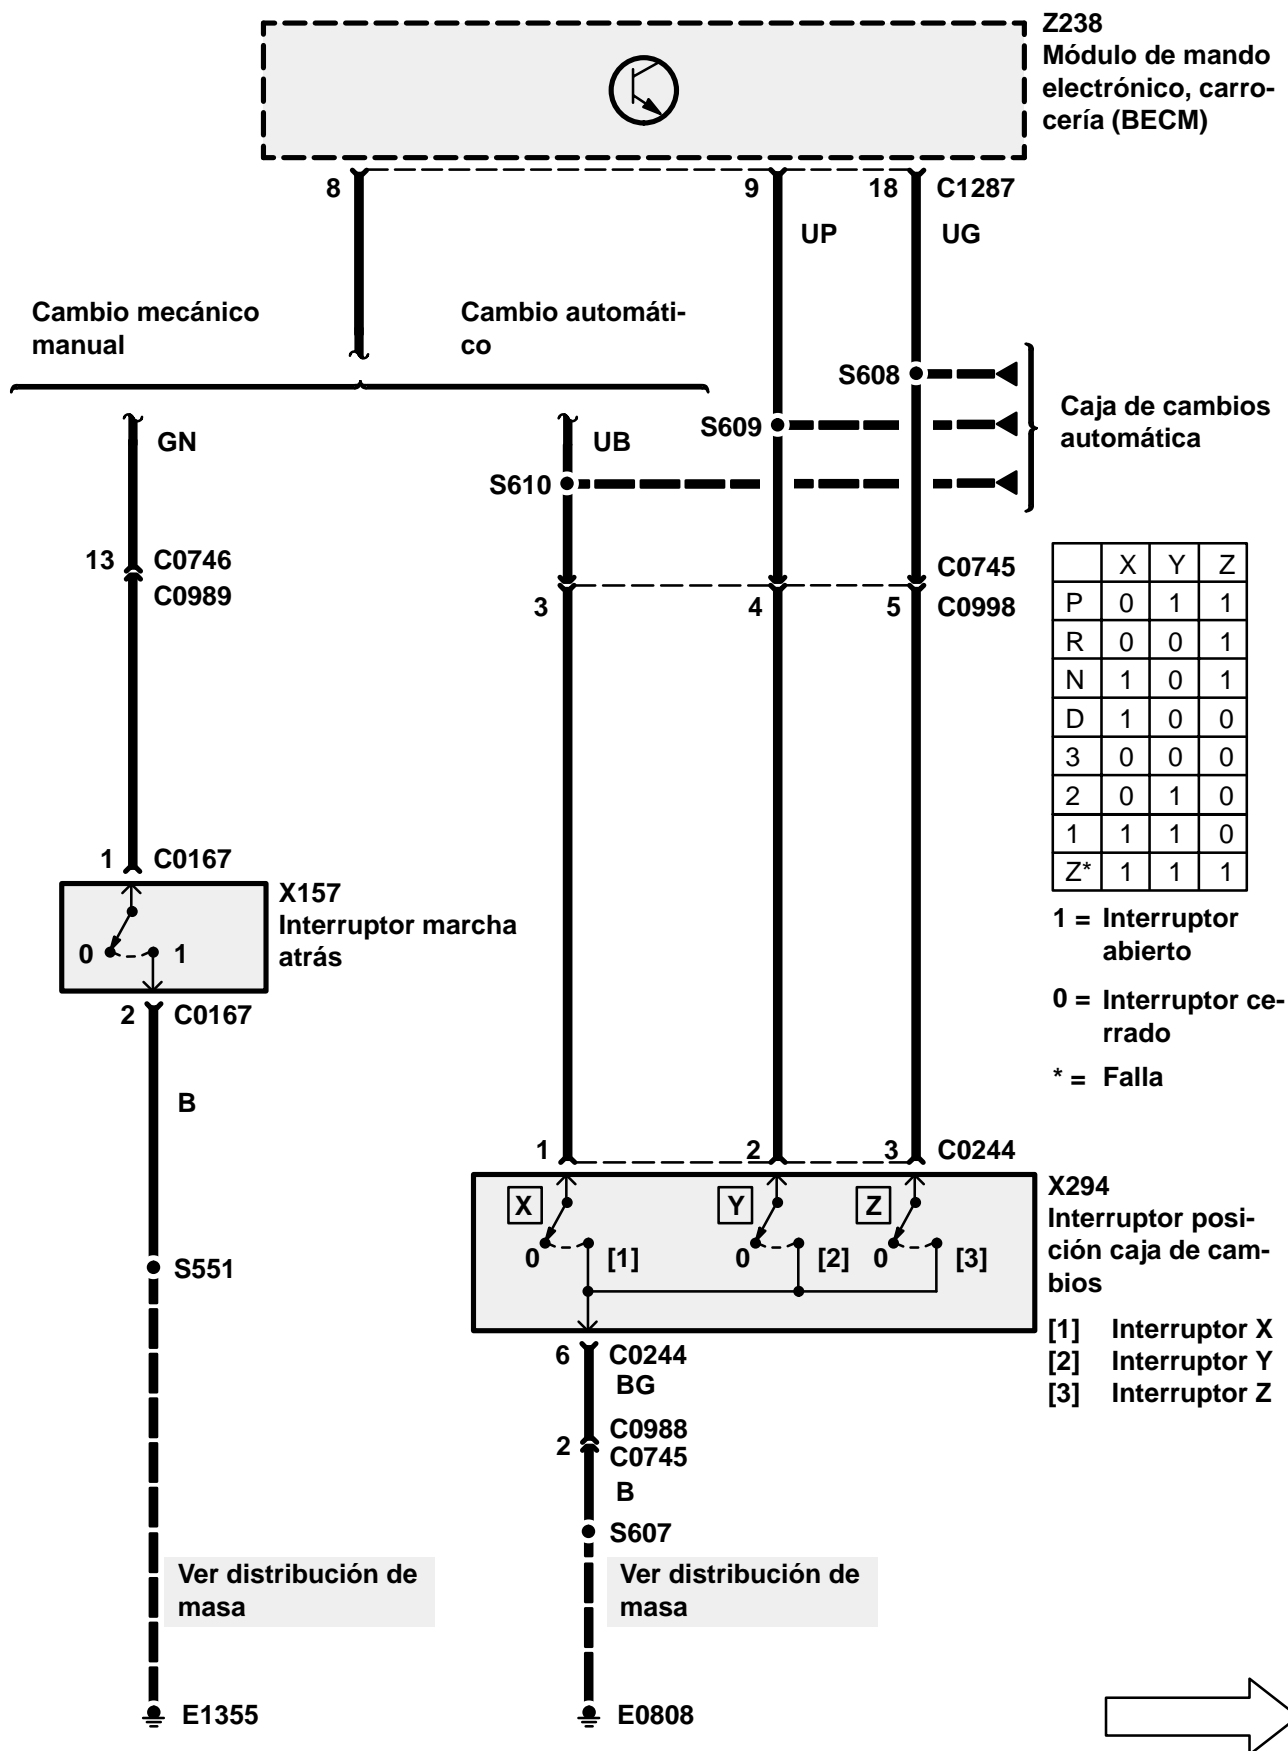 Z238
Módulo de mando
electrónico, carro-
cería (BECM)
8
9
18
C1287
UP
UG
Cambio mecánico
manual
Cambio automáti-
co
S608
S609
S610
Caja de cambios
automática
GN
UB
13
C0746
C0989
C0745
3
4
5
C0998
X Y Z
P 0 1 1
R 0 0 1
N 1 0 1
D 1 0 0
3 0 0 0
2 0 1 0
1 1 1 0
Z* 1 1 1
1 = Interruptor
abierto
0 = Interruptor ce-
rrado
* = Falla
1
C0167
X157
Interruptor marcha
atrás
0
1
2
C0167
B
S551
Ver distribución de
masa
E1355
1
2
3
C0244
X
Y
Z
0
[1]
0
[2]
0
[3]
X294
Interruptor posi-
ción caja de cam-
bios
[1] Interruptor X
[2] Interruptor Y
[3] Interruptor Z
6
C0244
BG
2
C0988
C0745
B
S607
Ver distribución de
masa
E0808